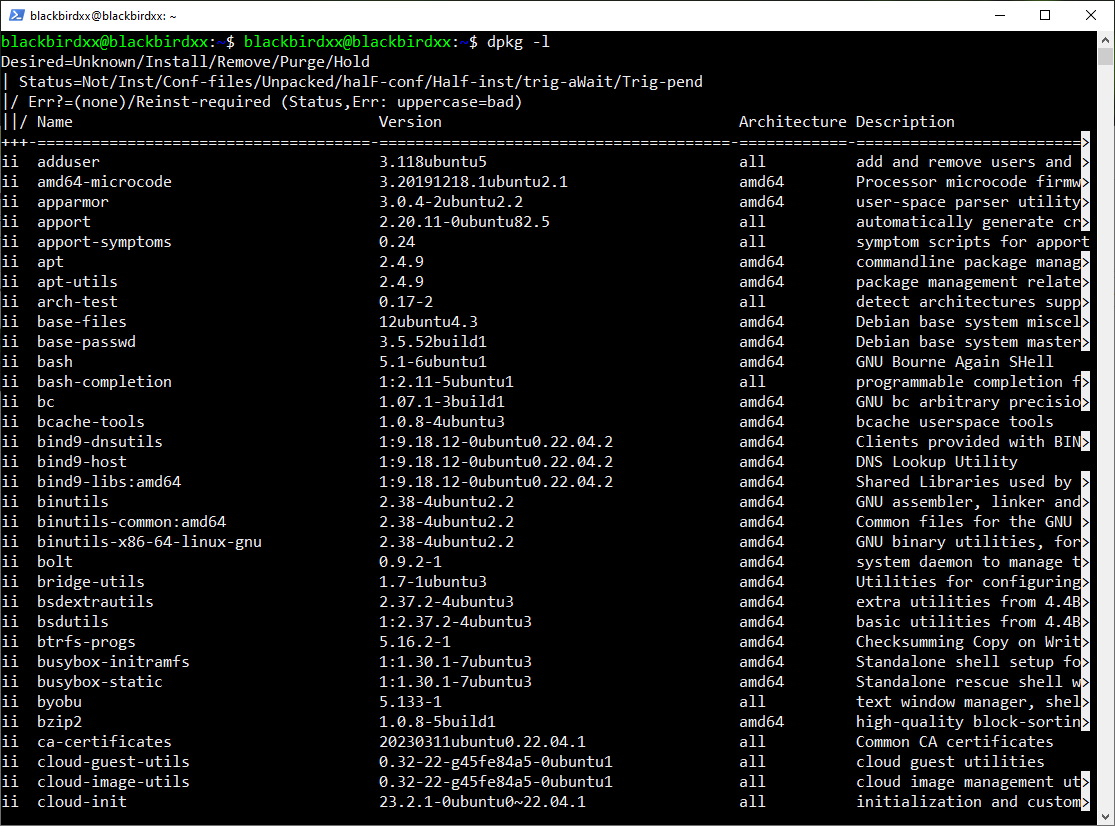 blackbirdxx@blackbirdxx: ~
blackbirdxx@blackbirdxx:~$ blackbirdxx@blackbirdxx:~$ dpkg -l
Desired=Unknown/Install/Remove/Purge/Hold
| Status=Not/Inst/Conf-files/Unpacked/halF-conf/Half-inst/trig-aWait/Trig-pend
|/ Err?=(none)/Reinst-required (Status,Err: uppercase=bad)
||/ Name                                  Version                                 Architecture Description
+++-=====================================-=======================================-============-=========================>
ii  adduser                               3.118ubuntu5                            all          add and remove users and >
ii  amd64-microcode                       3.20191218.1ubuntu2.1                   amd64        Processor microcode firmw>
ii  apparmor                              3.0.4-2ubuntu2.2                        amd64        user-space parser utility>
ii  apport                                2.20.11-0ubuntu82.5                     all          automatically generate cr>
ii  apport-symptoms                       0.24                                    all          symptom scripts for apport
ii  apt                                   2.4.9                                   amd64        commandline package manag>
ii  apt-utils                             2.4.9                                   amd64        package management relate>
ii  arch-test                             0.17-2                                  all          detect architectures supp>
ii  base-files                            12ubuntu4.3                             amd64        Debian base system miscel>
ii  base-passwd                           3.5.52build1                            amd64        Debian base system master>
ii  bash                                  5.1-6ubuntu1                            amd64        GNU Bourne Again SHell
ii  bash-completion                       1:2.11-5ubuntu1                         all          programmable completion f>
ii  bc                                    1.07.1-3build1                          amd64        GNU bc arbitrary precisio>
ii  bcache-tools                          1.0.8-4ubuntu3                          amd64        bcache userspace tools
ii  bind9-dnsutils                        1:9.18.12-0ubuntu0.22.04.2              amd64        Clients provided with BIN>
ii  bind9-host                            1:9.18.12-0ubuntu0.22.04.2              amd64        DNS Lookup Utility
ii  bind9-libs:amd64                      1:9.18.12-0ubuntu0.22.04.2              amd64        Shared Libraries used by >
ii  binutils                              2.38-4ubuntu2.2                         amd64        GNU assembler, linker and>
ii  binutils-common:amd64                 2.38-4ubuntu2.2                         amd64        Common files for the GNU >
ii  binutils-x86-64-linux-gnu             2.38-4ubuntu2.2                         amd64        GNU binary utilities, for>
ii  bolt                                  0.9.2-1                                 amd64        system daemon to manage t>
ii  bridge-utils                          1.7-1ubuntu3                            amd64        Utilities for configuring>
ii  bsdextrautils                         2.37.2-4ubuntu3                         amd64        extra utilities from 4.4B>
ii  bsdutils                              1:2.37.2-4ubuntu3                       amd64        basic utilities from 4.4B>
ii  btrfs-progs                           5.16.2-1                                amd64        Checksumming Copy on Writ>
ii  busybox-initramfs                     1:1.30.1-7ubuntu3                       amd64        Standalone shell setup fo>
ii  busybox-static                        1:1.30.1-7ubuntu3                       amd64        Standalone rescue shell w>
ii  byobu                                 5.133-1                                 all          text window manager, shel>
ii  bzip2                                 1.0.8-5build1                           amd64        high-quality block-sortin>
ii  ca-certificates                       20230311ubuntu0.22.04.1                 all          Common CA certificates
ii  cloud-guest-utils                     0.32-22-g45fe84a5-0ubuntu1              all          cloud guest utilities
ii  cloud-image-utils                     0.32-22-g45fe84a5-0ubuntu1              all          cloud image management ut>
ii  cloud-init                            23.2.1-0ubuntu0~22.04.1                 all          initialization and custom>